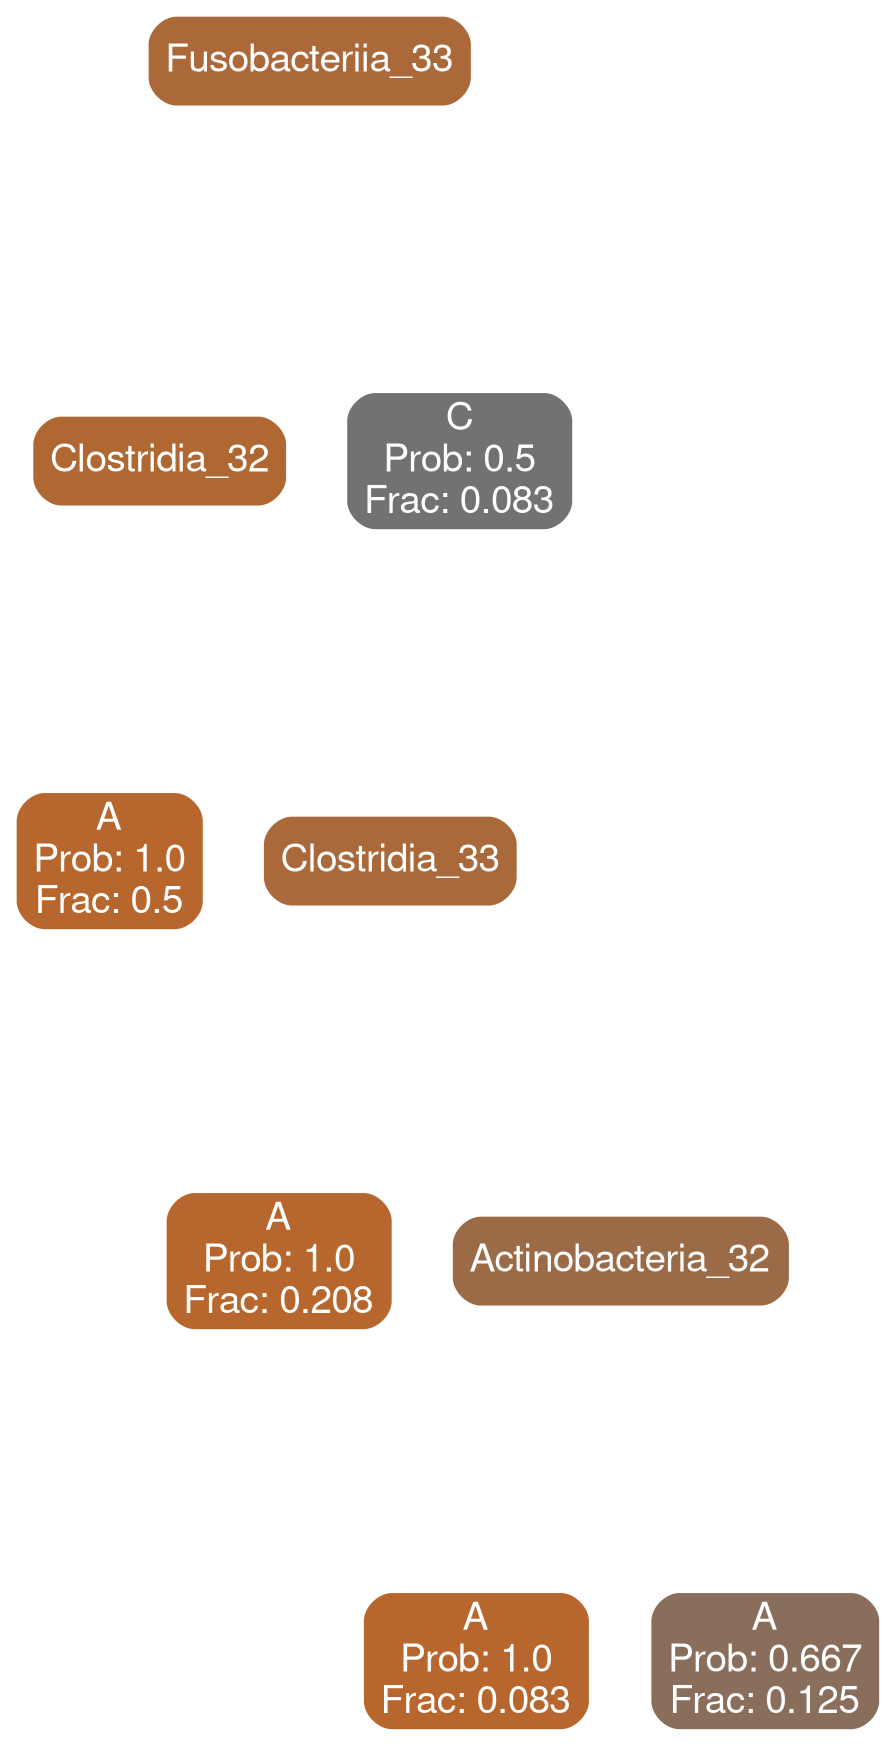 Fusobacteriia_33
Clostridia_32
C
Prob: 0.5
Frac: 0.083
A
Prob: 1.0
Frac: 0.5
Clostridia_33
A
Prob: 1.0
Frac: 0.208
Actinobacteria_32
A
Prob: 1.0
Frac: 0.083
A
Prob: 0.667
Frac: 0.125